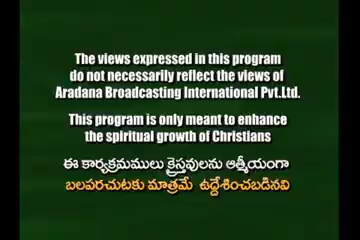 The views expressed in this program
do not necessarily reflect the views of
Aradana Broadcasting International Pvt.Ltd.
This program is only meant to enhance
the spiritual growth of Christians
ఈ కార్యక్రమములు క్రైస్తవులను ఆత్మీయంగా
బలపరచుటకు మాత్రమే ఉద్దేశించబడినవి